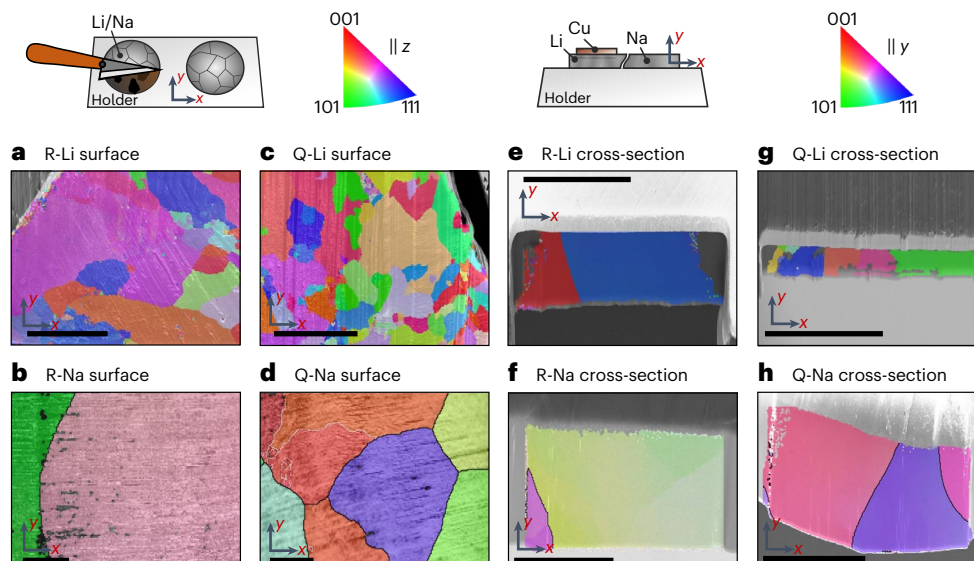 Li/Na
Holder
y
x
001
|| z
101
111
Cu
Li
Na
y
x
Holder
001
|| y
101
111
a R-Li surface
c Q-Li surface
e R-Li cross-section
g Q-Li cross-section
y
x
y
x
y
x
y
x
b R-Na surface
d Q-Na surface
f R-Na cross-section
h Q-Na cross-section
y
x
y
x
y
x
y
x